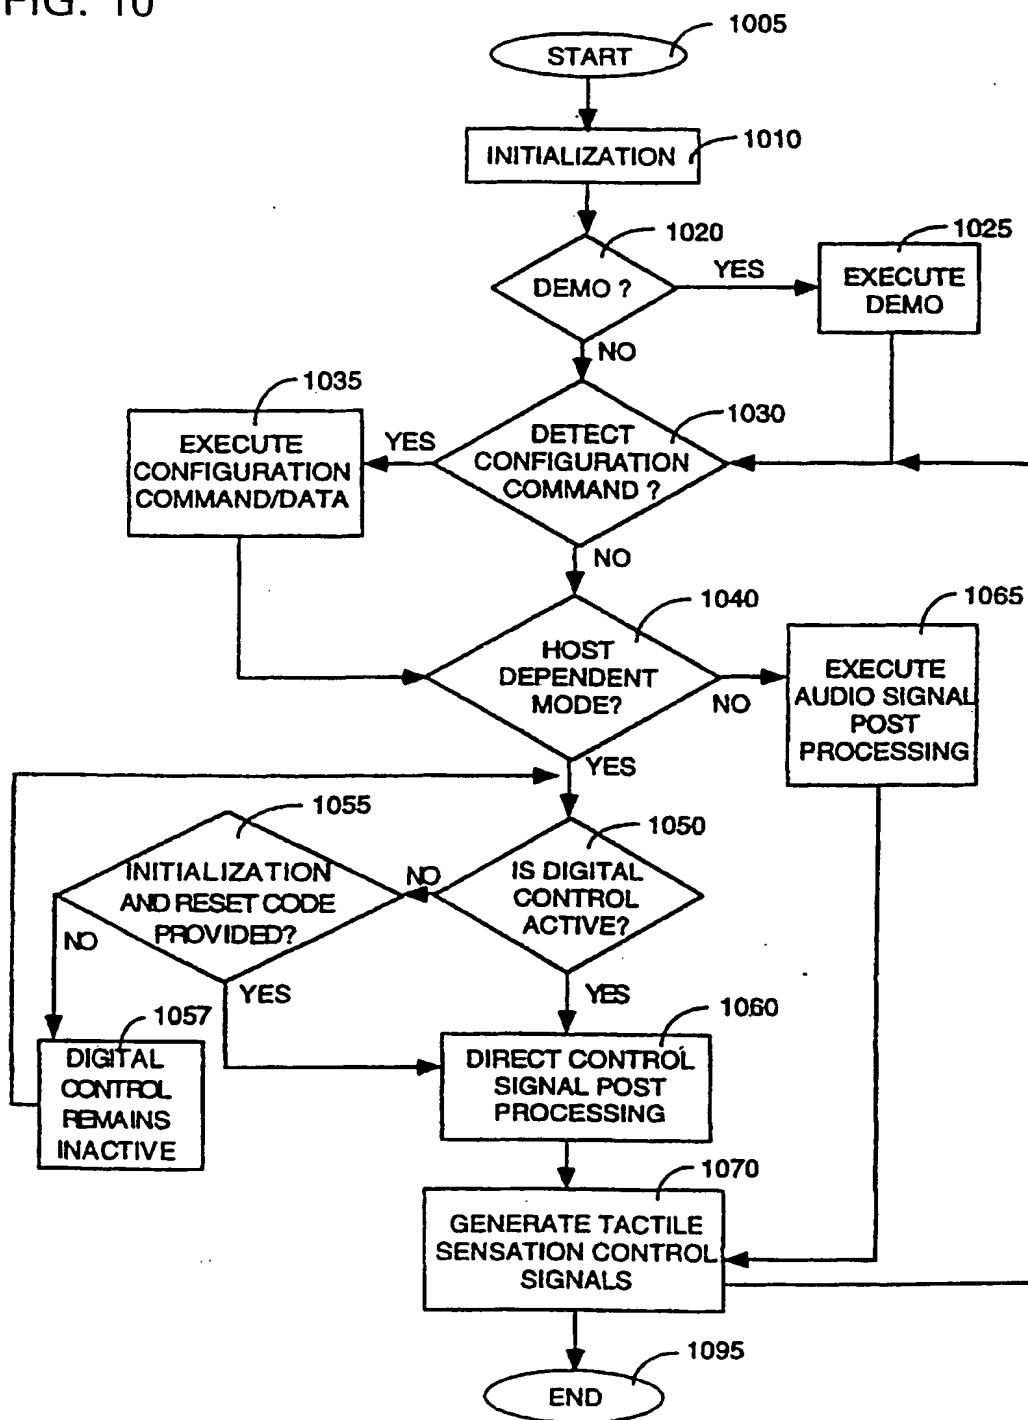 FIG. 10
1005
START
1010
INITIALIZATION
1020
DEMO ?
YES
1025
EXECUTE
DEMO
NO
1035
EXECUTE
CONFIGURATION
COMMAND/DATA
YES
1030
DETECT
CONFIGURATION
COMMAND ?
NO
1040
HOST
DEPENDENT
MODE?
NO
1065
EXECUTE
AUDIO SIGNAL
POST
PROCESSING
YES
1055
INITIALIZATION
AND RESET CODE
PROVIDED?
NO
1050
IS DIGITAL
CONTROL
ACTIVE?
NO
YES
YES
1057
DIGITAL
CONTROL
REMAINS
INACTIVE
1060
DIRECT CONTROL
SIGNAL POST
PROCESSING
1070
GENERATE TACTILE
SENSATION CONTROL
SIGNALS
1095
END